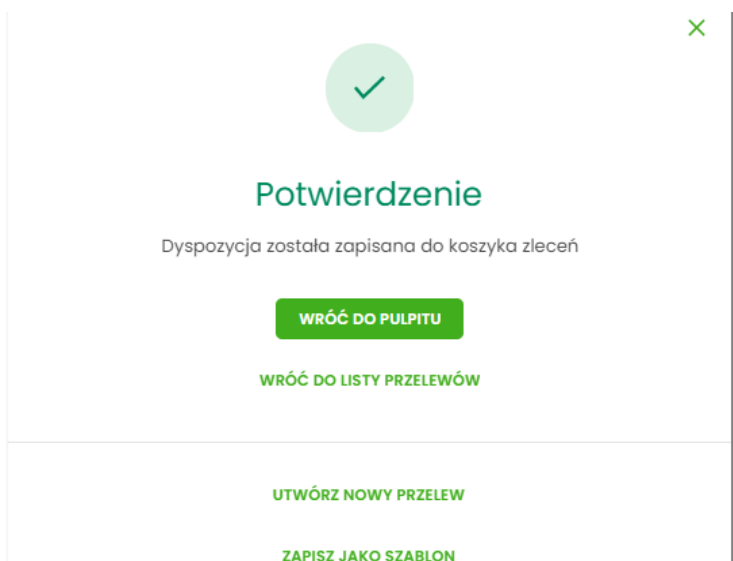 Potwierdzenie
Dyspozycja została zapisana do koszyka zleceń
WRÓĆ DO PULPITU
WRÓĆ DO LISTY PRZELEWÓW
UTWÓRZ NOWY PRZELEW
ZAPISZ JAKO SZABLON